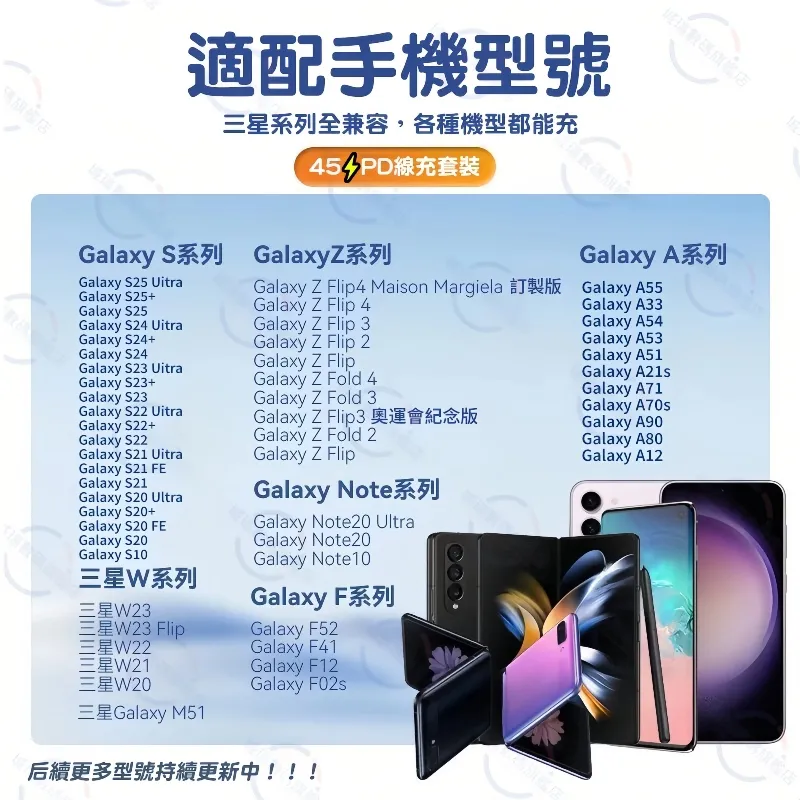 適配手機型號
三星系列全兼容，各種機型都能充
45⚡PD線充套裝
Galaxy S系列
Galaxy S25 Uitra
Galaxy S25+
Galaxy S25
Galaxy S24 Uitra
Galaxy S24+
Galaxy S24
Galaxy S23 Uitra
Galaxy S23+
Galaxy S23
Galaxy S22 Uitra
Galaxy S22+
Galaxy S22
Galaxy S21 Uitra
Galaxy S21 FE
Galaxy S21
Galaxy S20 Ultra
Galaxy S20+
Galaxy S20 FE
Galaxy S20
Galaxy S10
三星W系列
三星W23
三星W23 Flip
三星W22
三星W21
三星W20
三星Galaxy M51
GalaxyZ系列
Galaxy Z Flip4 Maison Margiela 訂製版
Galaxy Z Flip 4
Galaxy Z Flip 3
Galaxy Z Flip 2
Galaxy Z Flip
Galaxy Z Fold 4
Galaxy Z Fold 3
Galaxy Z Flip3 奧運會紀念版
Galaxy Z Fold 2
Galaxy Z Flip
Galaxy Note系列
Galaxy Note20 Ultra
Galaxy Note20
Galaxy Note10
Galaxy F系列
Galaxy F52
Galaxy F41
Galaxy F12
Galaxy F02s
Galaxy A系列
Galaxy A55
Galaxy A33
Galaxy A54
Galaxy A53
Galaxy A51
Galaxy A21s
Galaxy A71
Galaxy A70s
Galaxy A90
Galaxy A80
Galaxy A12
后續更多型號持續更新中！！！